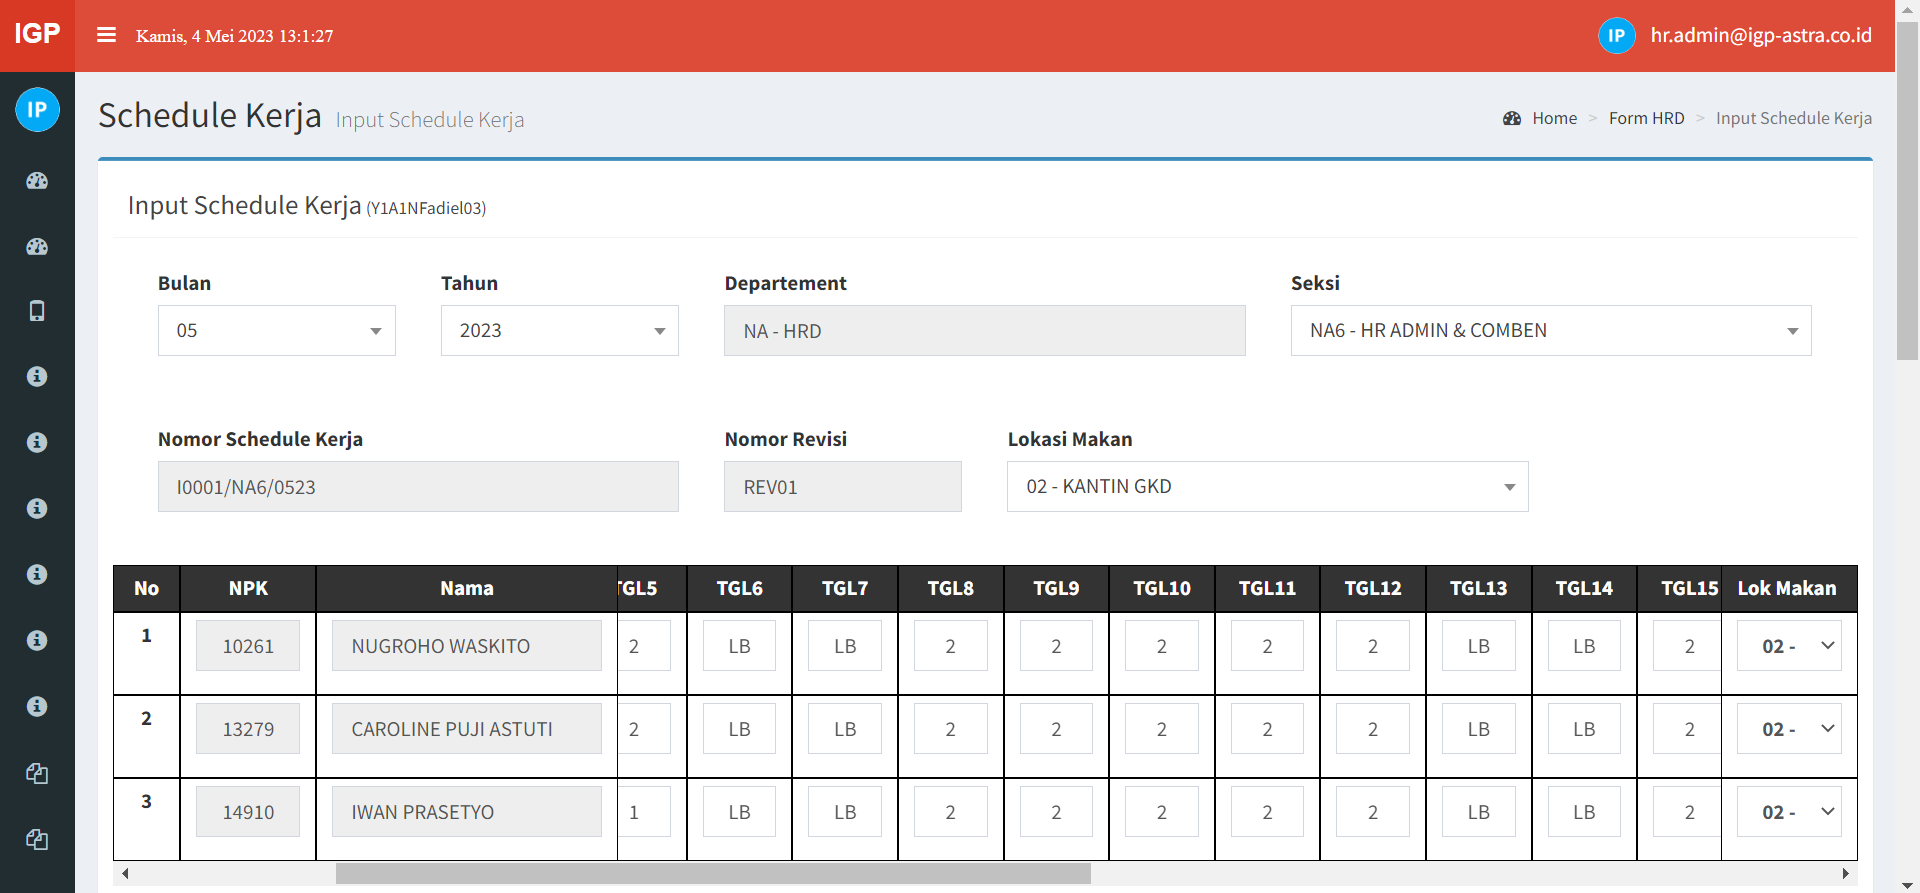 IGP
Kamis, 4 Mei 2023 13:1:27
IP hr.admin@igp-astra.co.id
IP
Schedule Kerja Input Schedule Kerja
Home > Form HRD > Input Schedule Kerja
Input Schedule Kerja (Y1A1NFadiel03)
Bulan Tahun Departement Seksi
05 2023 NA - HRD NA6 - HR ADMIN & COMBEN
Nomor Schedule Kerja Nomor Revisi Lokasi Makan
I0001/NA6/0523 REV01 02 - KANTIN GKD
No NPK Nama TGL5 TGL6 TGL7 TGL8 TGL9 TGL10 TGL11 TGL12 TGL13 TGL14 TGL15 Lok Makan
1 10261 NUGROHO WASKITO 2 LB LB 2 2 2 2 2 LB LB 2 02 -
2 13279 CAROLINE PUJI ASTUTI 2 LB LB 2 2 2 2 2 LB LB 2 02 -
3 14910 IWAN PRASETYO 1 LB LB 2 2 2 2 2 LB LB 2 02 -